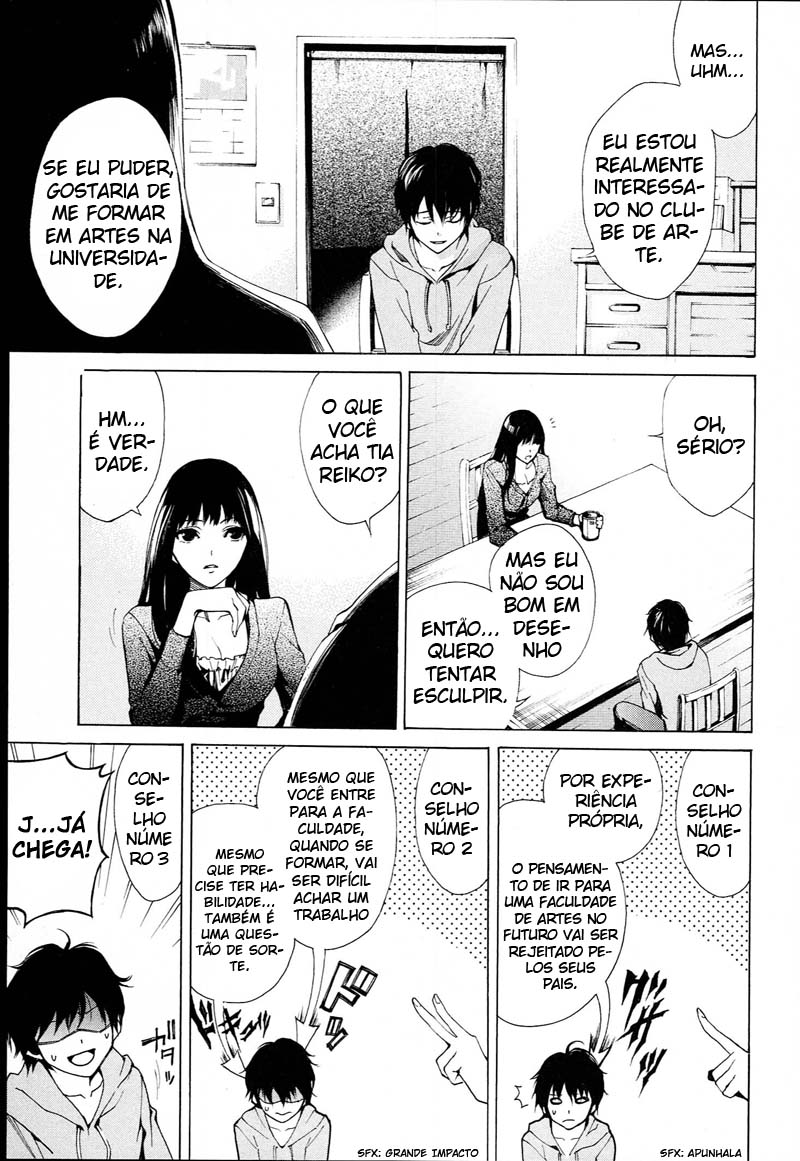 MAS...
UHM...
EU ESTOU
REALMENTE
INTERESSA-
DO NO CLU-
BE DE AR-
TE.
SE EU PUDER,
GOSTARIA DE
ME FORMAR
EM ARTES NA
UNIVERSIDA-
DE.
OH,
SÉRIO?
MAS EU
NÃO SOU
BOM EM
DESE-
NHO
ENTÃO...
QUERO
TENTAR
ESCULPIR.
O QUE
VOCÊ
ACHA TIA
REIKO?
HM...
É VER-
DADE.
CON-
SELHO
NÚME-
RO 1
POR EXPE-
RIÊNCIA
PRÓPRIA,
O PENSAMEN-
TO DE IR PARA
UMA FACULDADE
DE ARTES NO
FUTURO VAI SER
REJEITADO PE-
LOS SEUS
PAIS.
SFX: APUNHALA
CON-
SELHO
NÚME-
RO 2
MESMO QUE
VOCÊ ENTRE
PARA A FA-
CULDADE,
QUANDO SE
FORMAR, VAI
SER DIFÍCIL
ACHAR UM
TRABALHO
MESMO
QUE PRE-
CISE TER HA-
BILIDADE...
TAMBÉM É
UMA QUES-
TÃO DE SOR-
TE.
ドズ
SFX: GRANDE IMPACTO
CON-
SELHO
NÚME-
RO 3
J...JÁ
CHEGA!
ガタッ